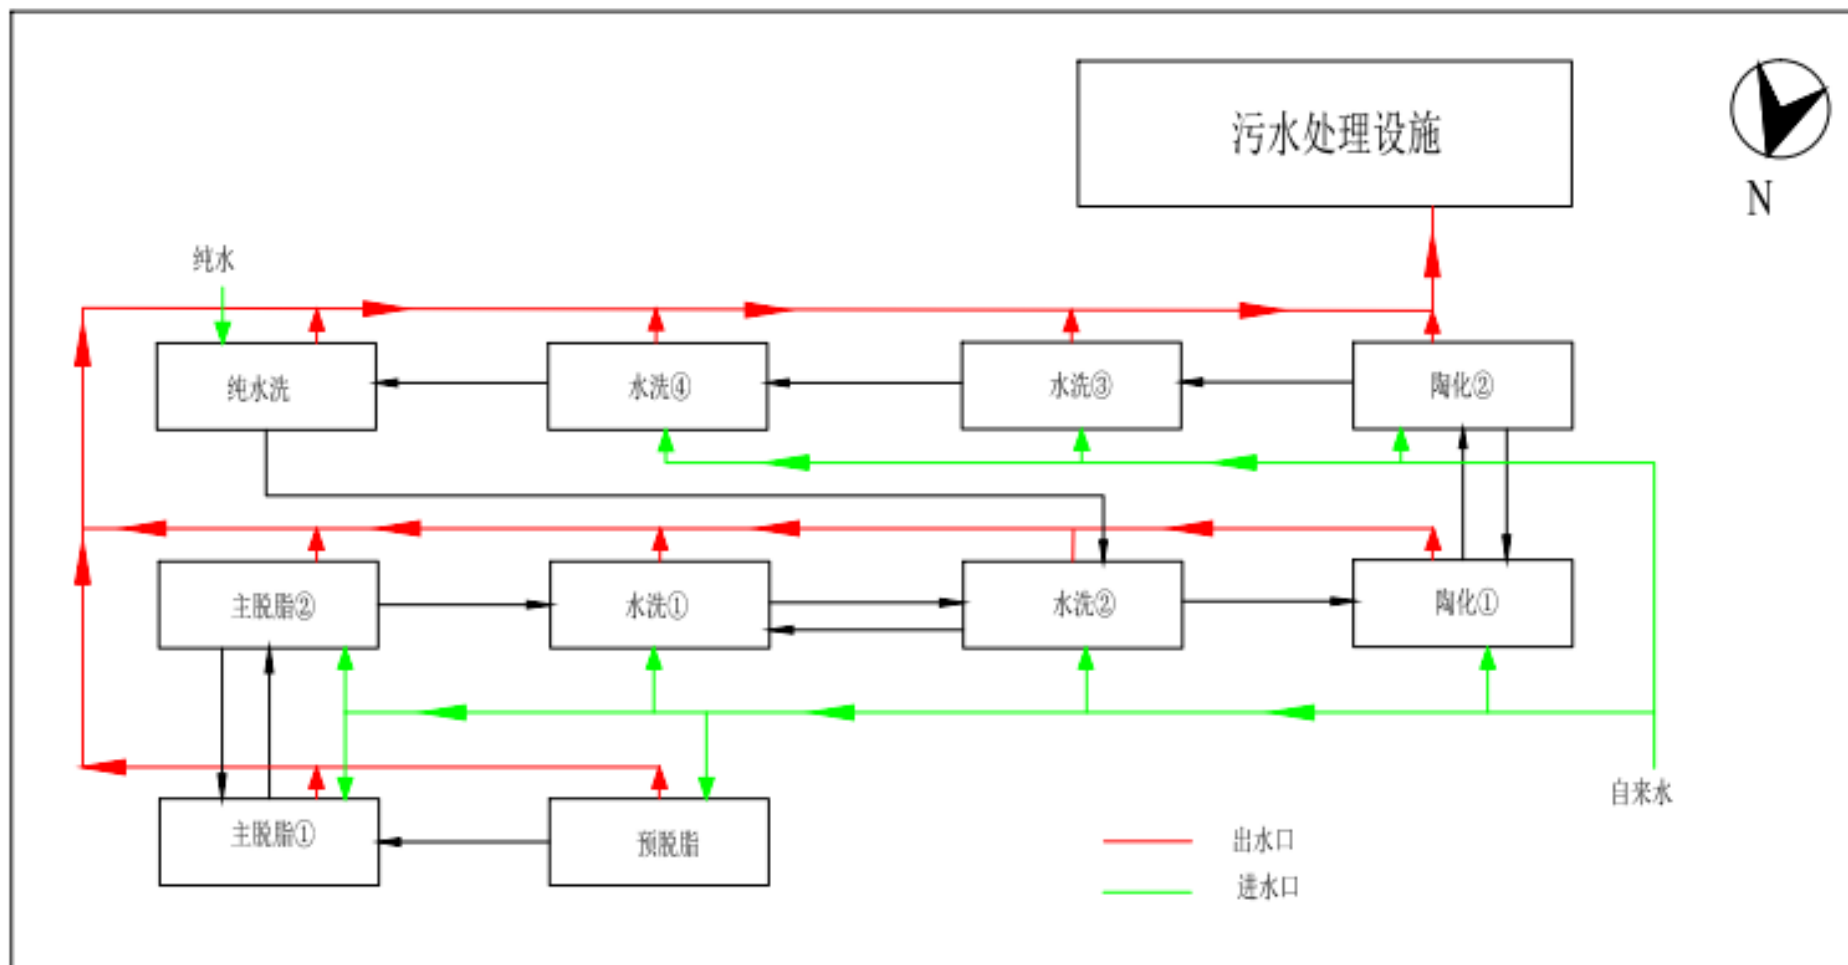 污水处理设施
N
纯水
纯水洗
水洗④
水洗③
陶化②
主脱脂②
水洗①
水洗②
陶化①
自来水
主脱脂①
预脱脂
出水口
进水口